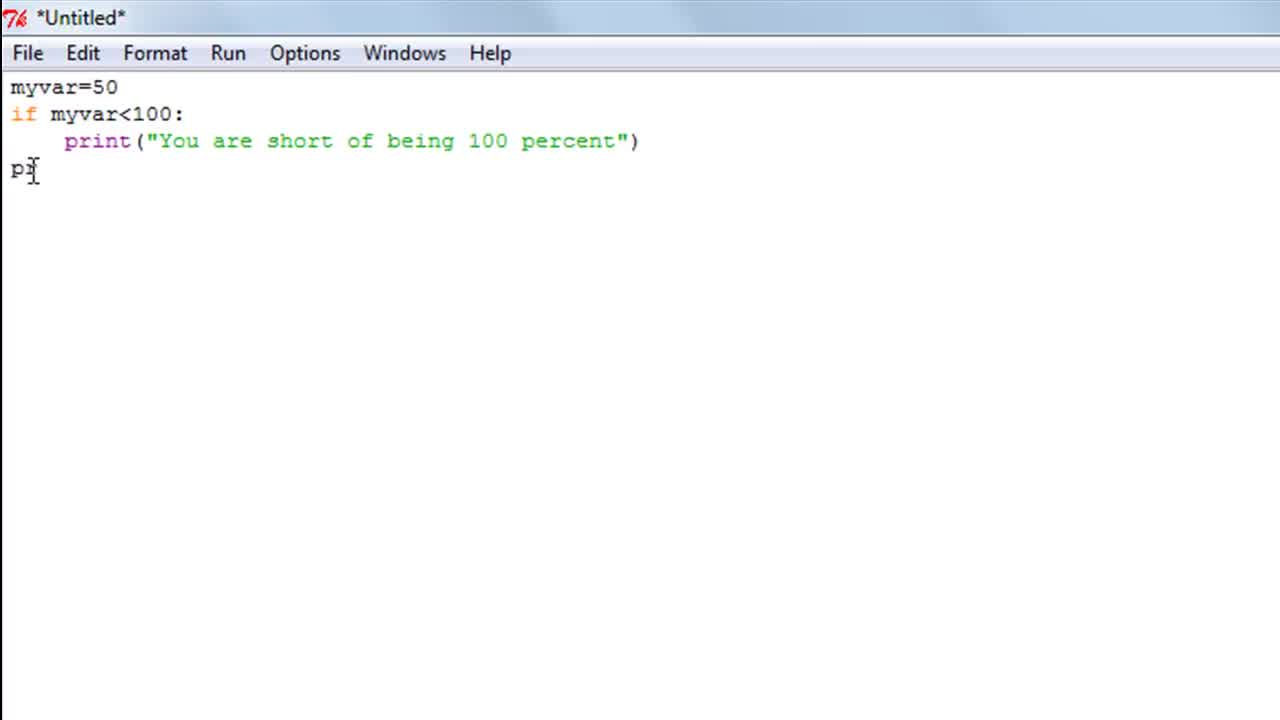 *Untitled*
File Edit Format Run Options Windows Help
myvar=50
if myvar<100:
    print("You are short of being 100 percent")
pr